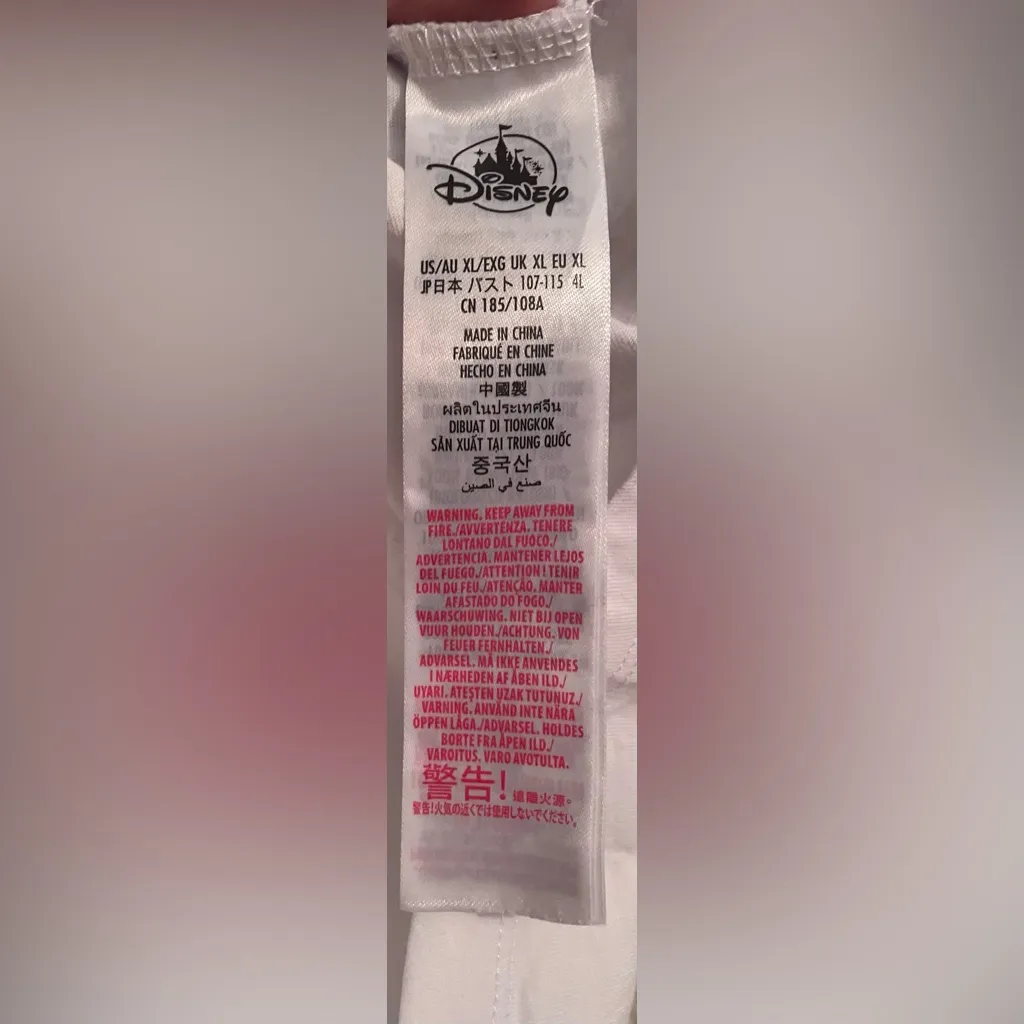 Disney
US/AU XL/EXG UK XL EU XL
JP日本 バスト 107-115 4L
CN 185/108A
MADE IN CHINA
FABRIQUÉ EN CHINE
HECHO EN CHINA
中國製
ผลิตในประเทศจีน
DIBUAT DI TIONGKOK
SẢN XUẤT TẠI TRUNG QUỐC
중국산
صنع في الصين
WARNING. KEEP AWAY FROM
FIRE./AVVERTENZA. TENERE
LONTANO DAL FUOCO./
ADVERTENCIA. MANTENER LEJOS
DEL FUEGO./ATTENTION ! TENIR
LOIN DU FEU./ATENÇÃO. MANTER
AFASTADO DO FOGO./
WAARSCHUWING. NIET BIJ OPEN
VUUR HOUDEN./ACHTUNG. VON
FEUER FERNHALTEN./
ADVARSEL. MÅ IKKE ANVENDES
I NÆRHEDEN AF ÅBEN ILD./
UYARI. ATEŞTEN UZAK TUTUNUZ./
VARNING. ANVÄND INTE NÄRA
ÖPPEN LÅGA./ADVARSEL. HOLDES
BORTE FRA ÅPEN ILD./
VAROITUS. VARO AVOTULTA.
警告! 遠離火源。
警告!火気の近くでは使用しないでください。